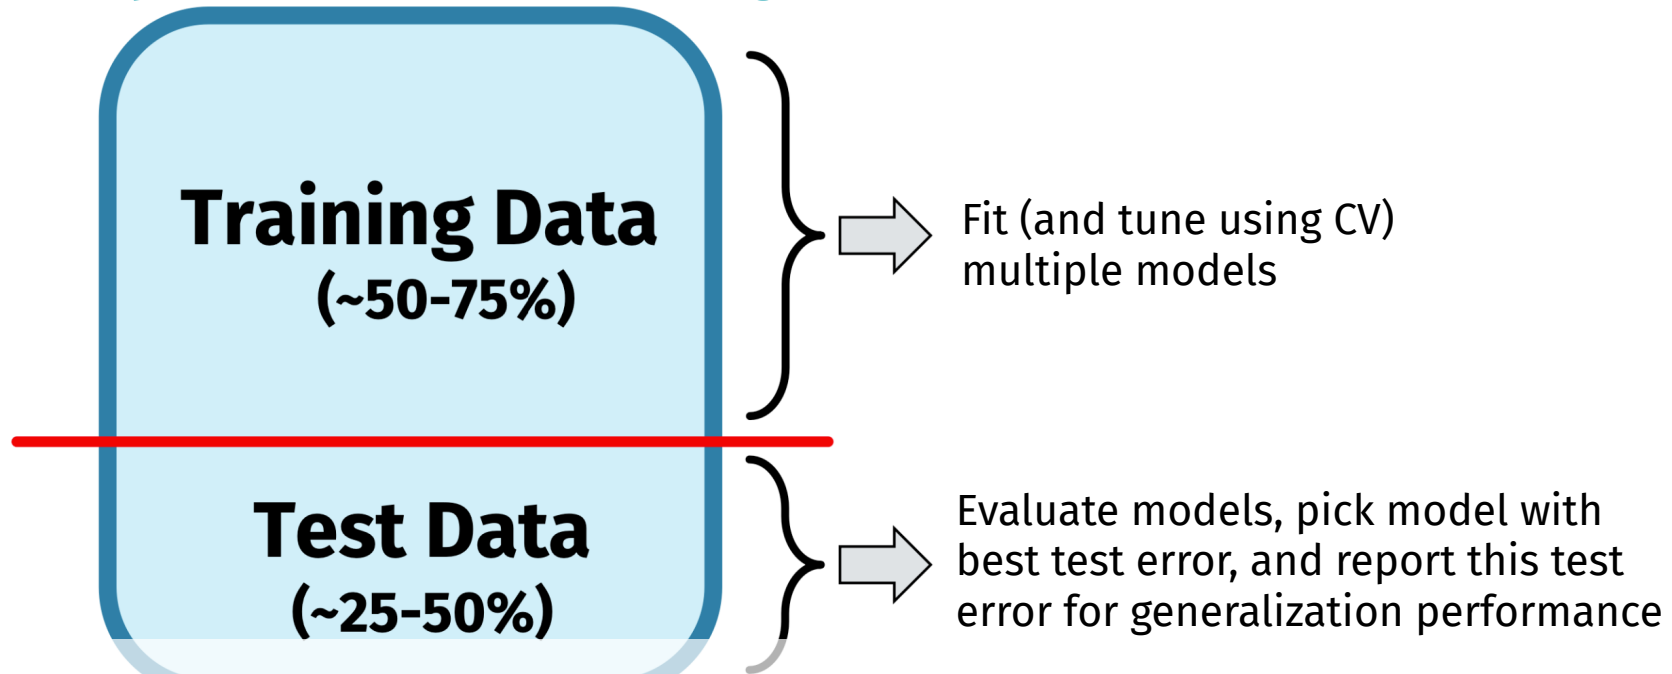 Training Data
(~50-75%)
Fit (and tune using CV)
multiple models
Test Data
(~25-50%)
Evaluate models, pick model with
best test error, and report this test
error for generalization performance